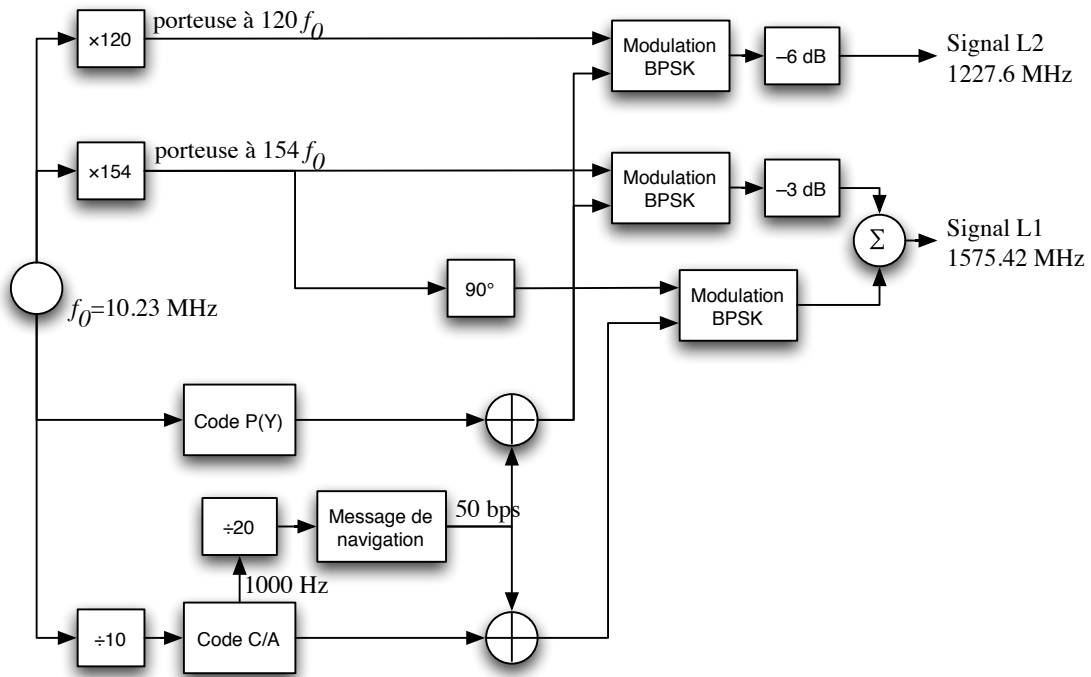 ×120
porteuse à 120 f0
Modulation
BPSK
–6 dB
Signal L2
1227.6 MHz
×154
porteuse à 154 f0
Modulation
BPSK
–3 dB
Σ
Signal L1
1575.42 MHz
90°
Modulation
BPSK
f0=10.23 MHz
Code P(Y)
÷20
Message de
navigation
50 bps
1000 Hz
÷10
Code C/A